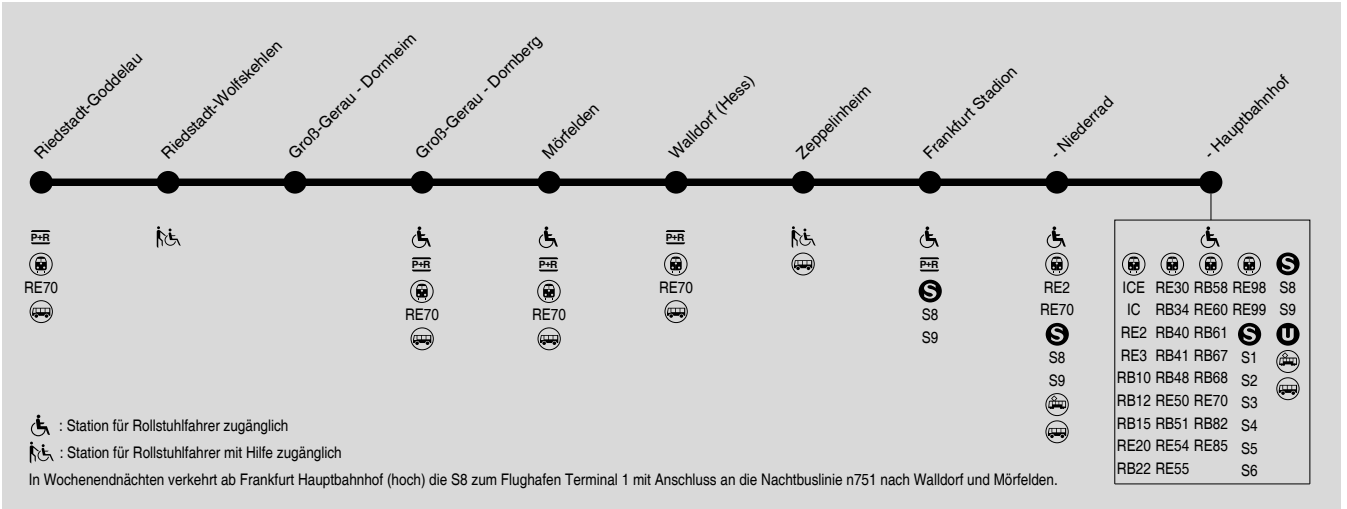 Riedstadt-Goddelau
Riedstadt-Wolfskehlen
Groß-Gerau - Dornheim
Groß-Gerau - Dornberg
Mörfelden
Walldorf (Hess)
Zeppelinheim
Frankfurt Stadion
- Niederrad
- Hauptbahnhof
P+R
RE70
P+R
RE70
P+R
RE70
P+R
RE70
P+R
S
S8
S9
RE2
RE70
S
S8
S9
S
ICE RE30 RB58 RE98 S8
IC RB34 RE60 RE99 S9
RE2 RB40 RB61 S U
RE3 RB41 RB67 S1
RB10 RB48 RB68 S2
RB12 RE50 RE70 S3
RB15 RB51 RB82 S4
RE20 RE54 RE85 S5
RB22 RE55 S6
: Station für Rollstuhlfahrer zugänglich
: Station für Rollstuhlfahrer mit Hilfe zugänglich
In Wochenendnächten verkehrt ab Frankfurt Hauptbahnhof (hoch) die S8 zum Flughafen Terminal 1 mit Anschluss an die Nachtbuslinie n751 nach Walldorf und Mörfelden.